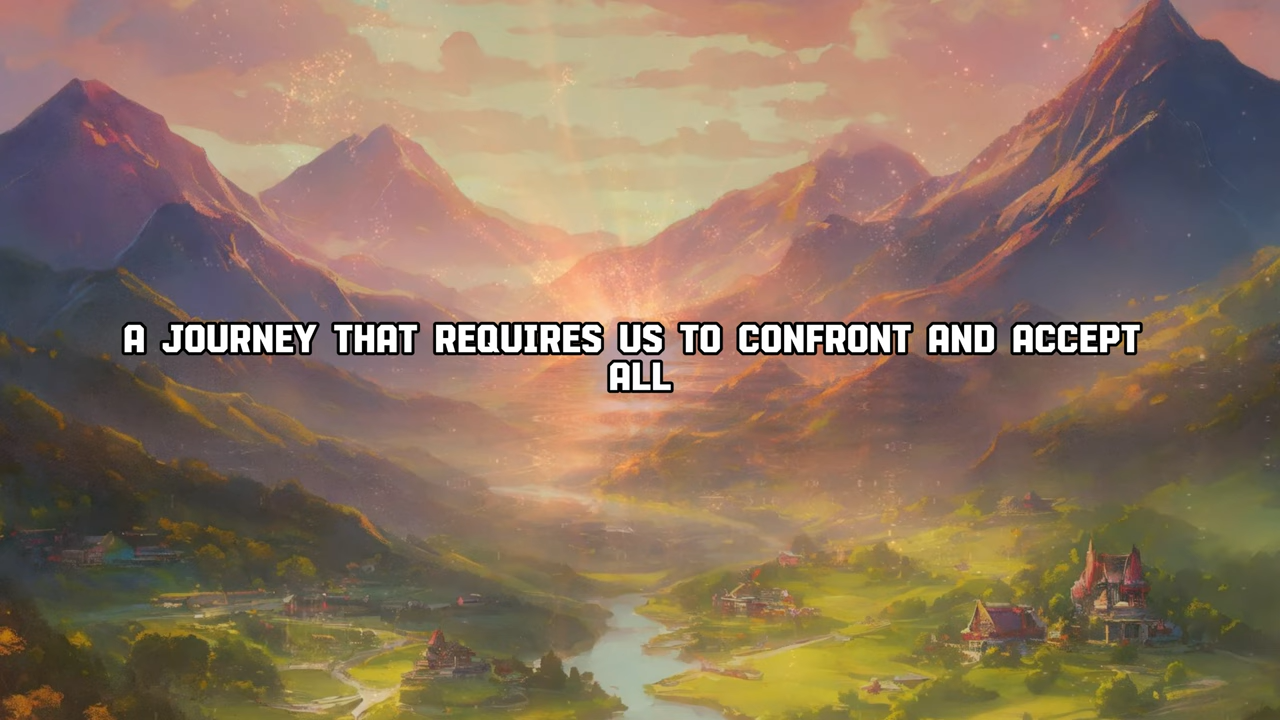 A JOURNEY THAT REQUIRES US TO CONFRONT AND ACCEPT
ALL